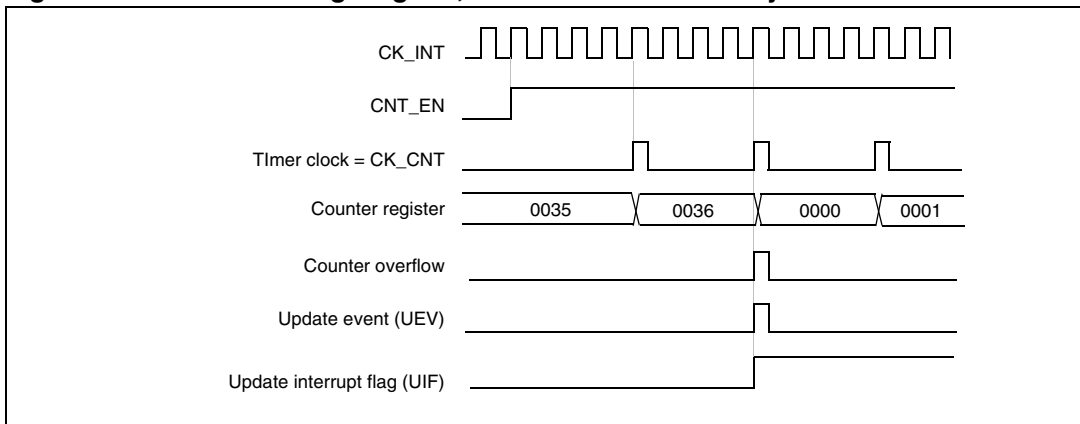 CK_INT
CNT_EN
TImer clock = CK_CNT
Counter register 0035 0036 0000 0001
Counter overflow
Update event (UEV)
Update interrupt flag (UIF)